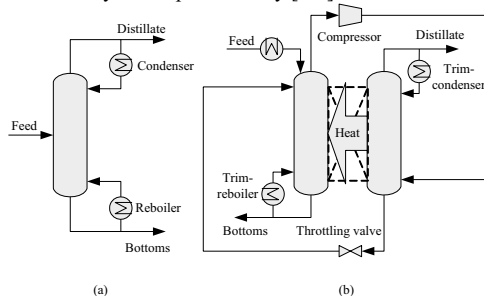 Distillate
Condenser
Feed
Reboiler
Bottoms
(a)
Compressor
Feed
Distillate
Trim-
condenser
Heat
Trim-
reboiler
Bottoms
Throttling valve
(b)